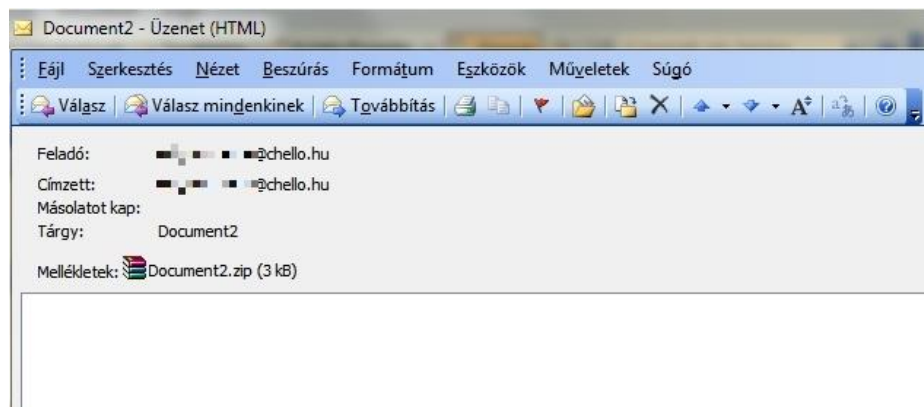 Document2 - Üzenet (HTML)
Fájl Szerkesztés Nézet Beszúrás Formátum Eszközök Műveletek Súgó
Válasz Válasz mindenkinek Továbbítás
Feladó: @chello.hu
Címzett: @chello.hu
Másolatot kap:
Tárgy: Document2
Mellékletek: Document2.zip (3 kB)